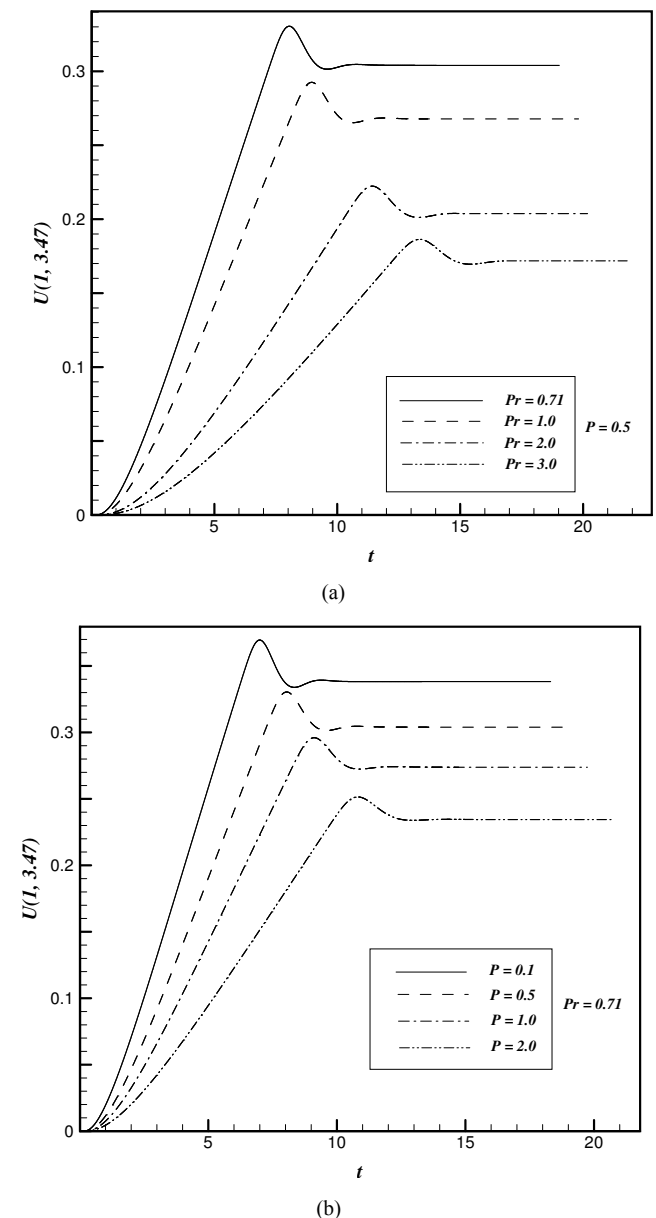 0.3
0.2
0.1
0
U(1, 3.47)
Pr = 0.71
Pr = 1.0
Pr = 2.0
Pr = 3.0
P = 0.5
5 10 15 20
t
(a)
0.3
0.2
0.1
0
U(1, 3.47)
P = 0.1
P = 0.5
P = 1.0
P = 2.0
Pr = 0.71
5 10 15 20
t
(b)